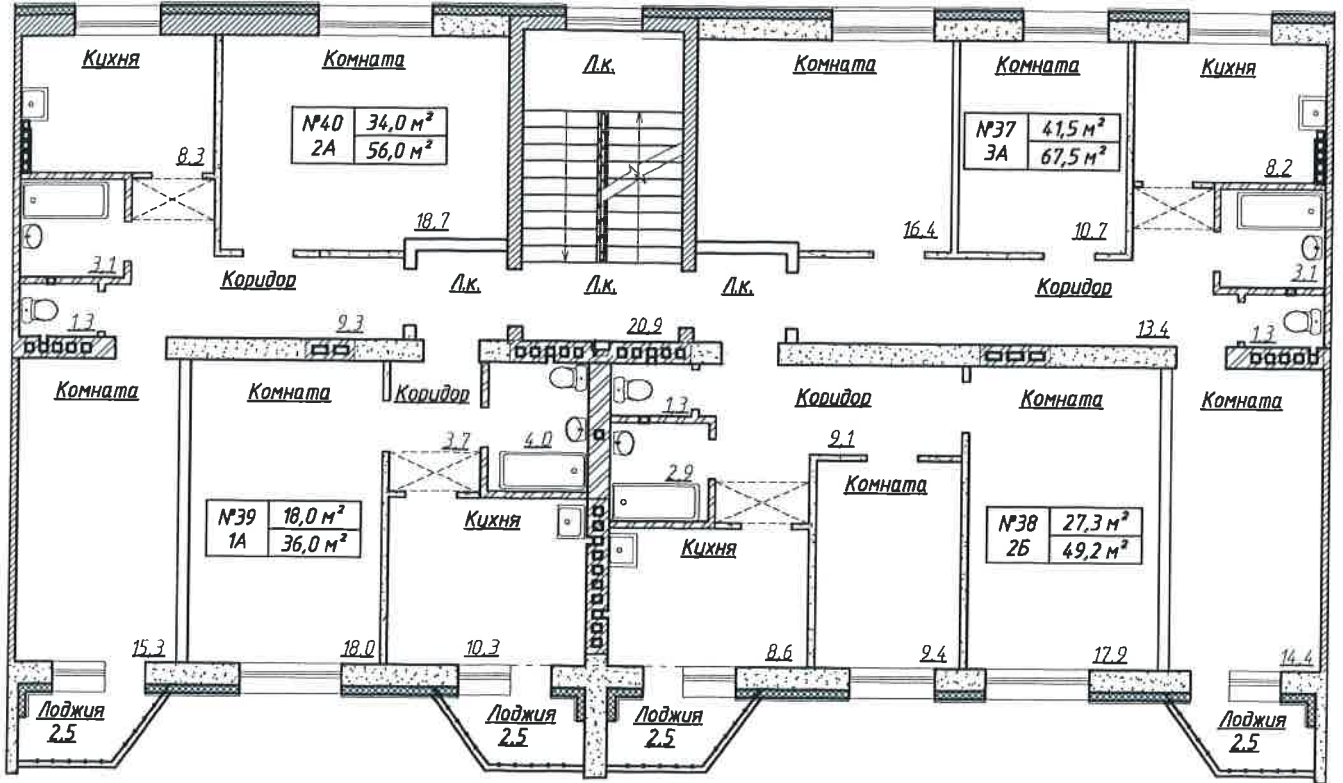 Кухня
Комната
Л.к.
Комната
Комната
Кухня
№40 34,0 м²
2А 56,0 м²
№37 41,5 м²
3А 67,5 м²
8,3
8,2
18,7
16,4
10,7
3,1
Коридор
Л.к.
Л.к.
Л.к.
Коридор
3,1
1,3
9,3
20,9
13,4
1,3
Комната
Комната
Коридор
1,3
Коридор
Комната
Комната
3,7
4,0
2,9
9,1
Комната
№39 18,0 м²
1А 36,0 м²
Кухня
Кухня
№38 27,3 м²
2Б 49,2 м²
15,3
18,0
10,3
8,6
9,4
17,9
14,4
Лоджия
2,5
Лоджия
2,5
Лоджия
2,5
Лоджия
2,5